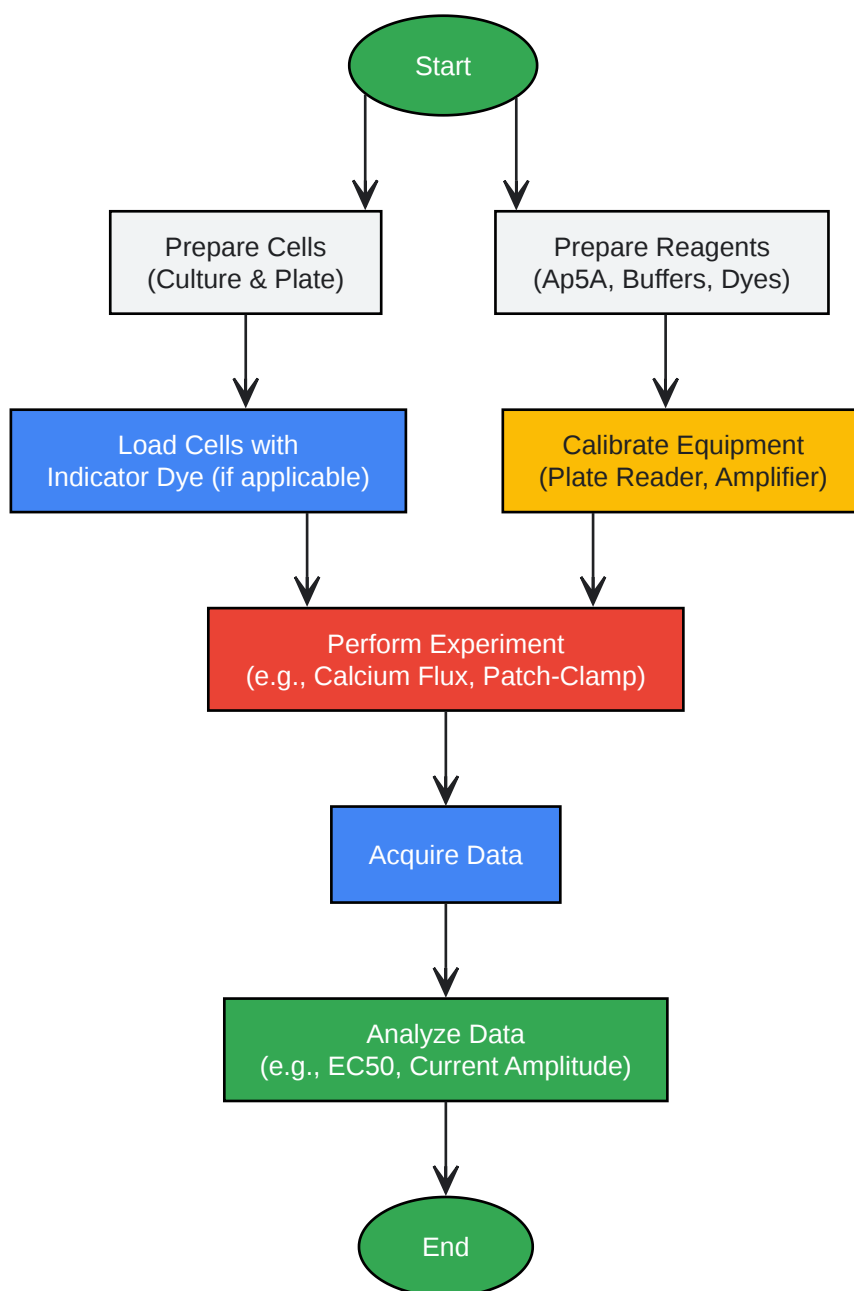 Start
Prepare Cells
(Culture & Plate)
Prepare Reagents
(Ap5A, Buffers, Dyes)
Load Cells with
Indicator Dye (if applicable)
Calibrate Equipment
(Plate Reader, Amplifier)
Perform Experiment
(e.g., Calcium Flux, Patch-Clamp)
Acquire Data
Analyze Data
(e.g., EC50, Current Amplitude)
End